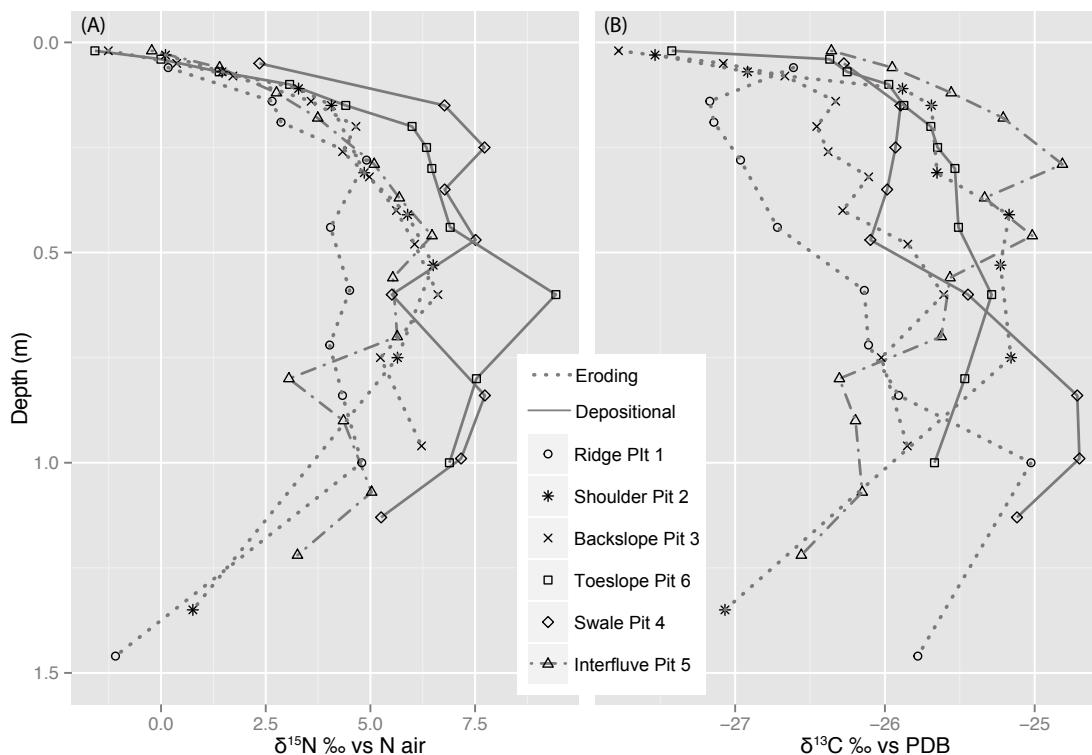 (A)
(B)
0.0
0.5
1.0
1.5
Depth (m)
Eroding
Depositional
Ridge PIt 1
Shoulder Pit 2
Backslope Pit 3
Toeslope Pit 6
Swale Pit 4
Interfluve Pit 5
0.0 2.5 5.0 7.5
-27 -26 -25
δ¹⁵N ‰ vs N air
δ¹³C ‰ vs PDB